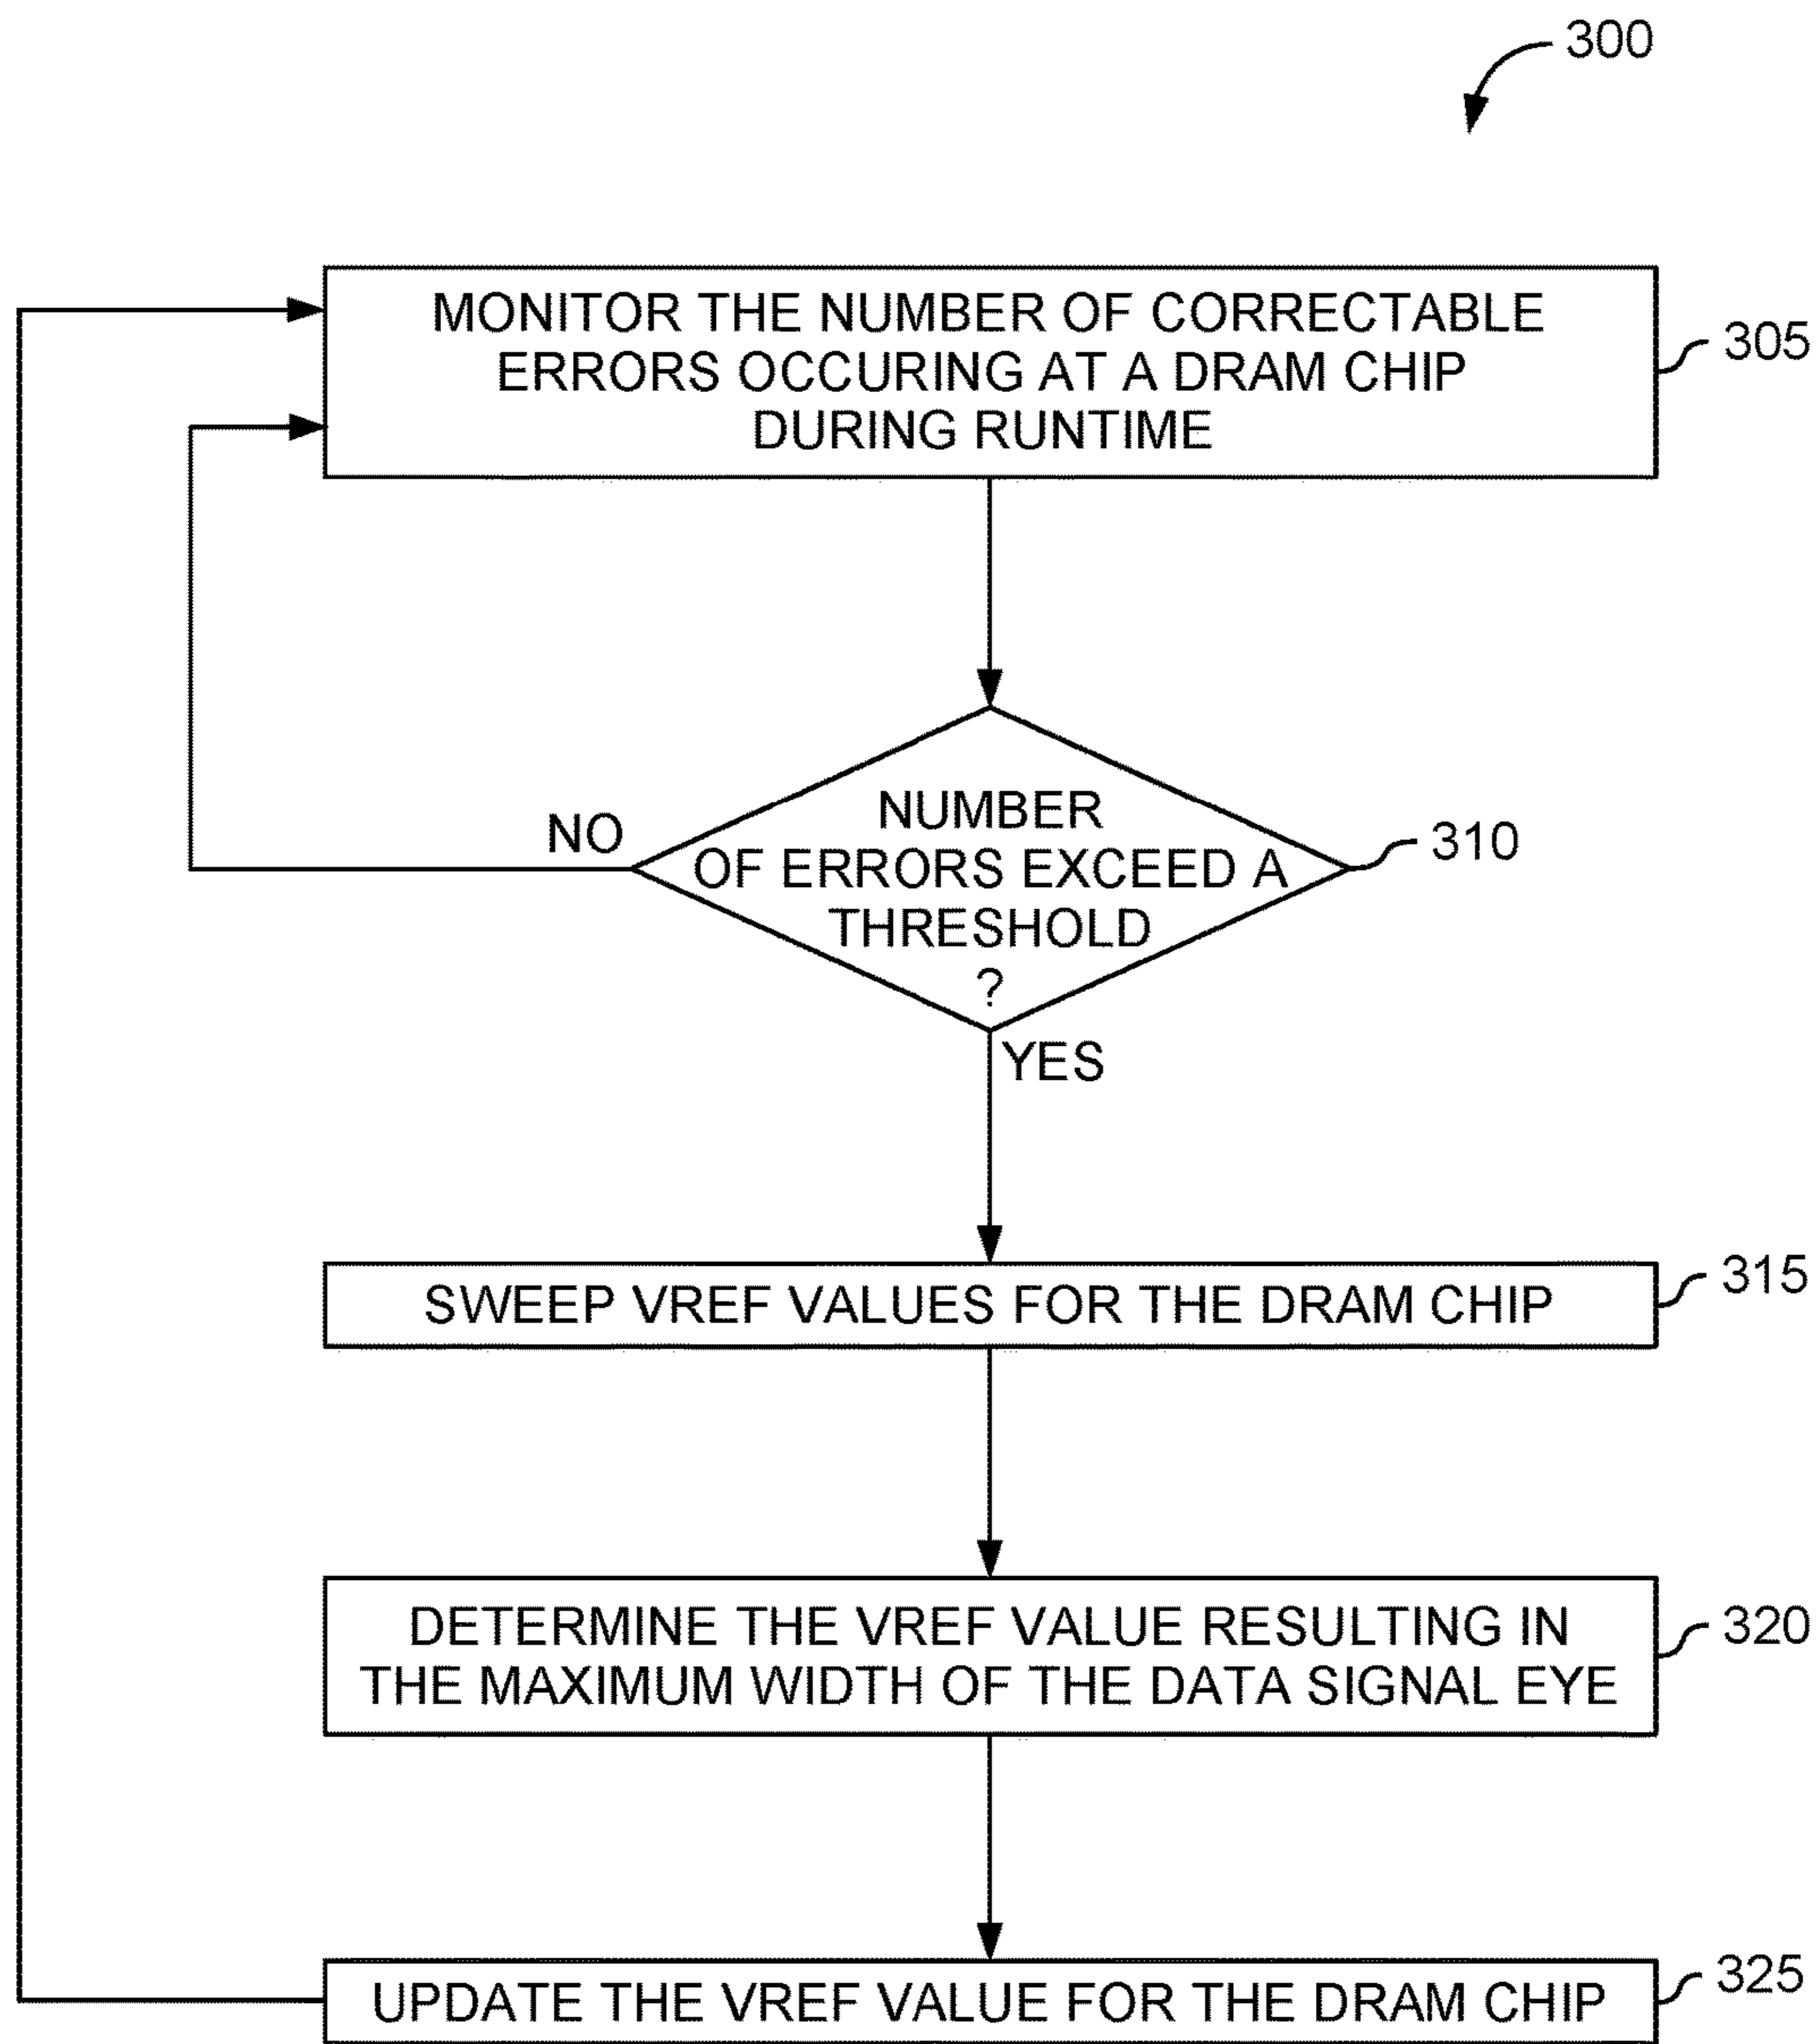 300
MONITOR THE NUMBER OF CORRECTABLE
ERRORS OCCURING AT A DRAM CHIP
DURING RUNTIME
305
NUMBER
OF ERRORS EXCEED A
THRESHOLD
?
310
NO
YES
SWEEP VREF VALUES FOR THE DRAM CHIP
315
DETERMINE THE VREF VALUE RESULTING IN
THE MAXIMUM WIDTH OF THE DATA SIGNAL EYE
320
UPDATE THE VREF VALUE FOR THE DRAM CHIP
325